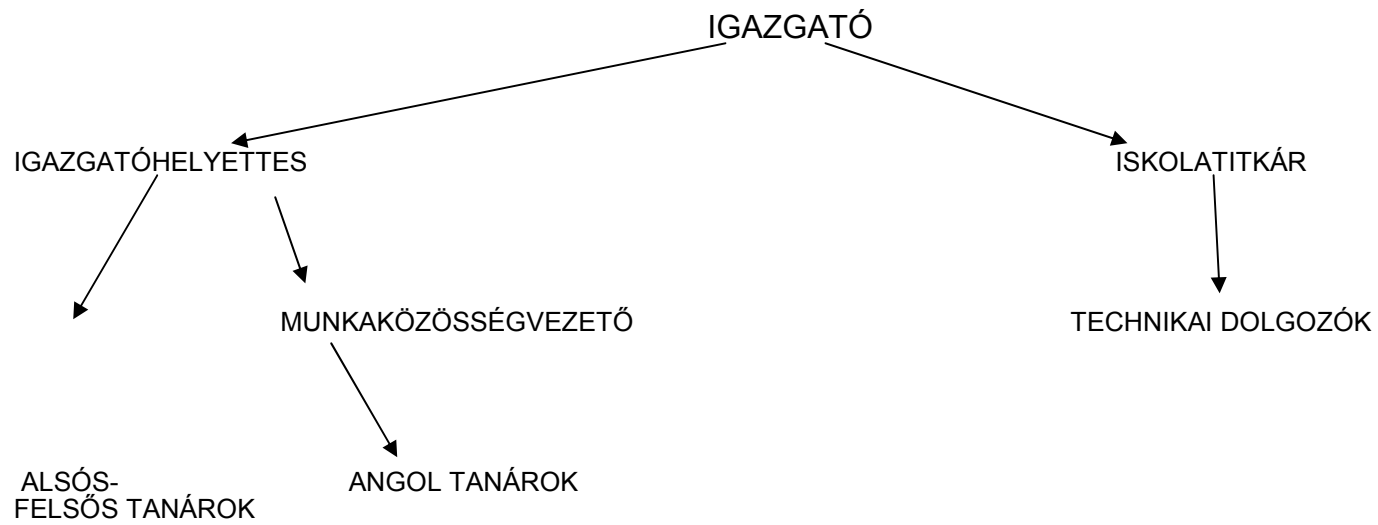 IGAZGATÓ
IGAZGATÓHELYETTES
ISKOLATITKÁR
MUNKAKÖZÖSSÉGVEZETŐ
TECHNIKAI DOLGOZÓK
ALSÓS-
FELSŐS TANÁROK
ANGOL TANÁROK